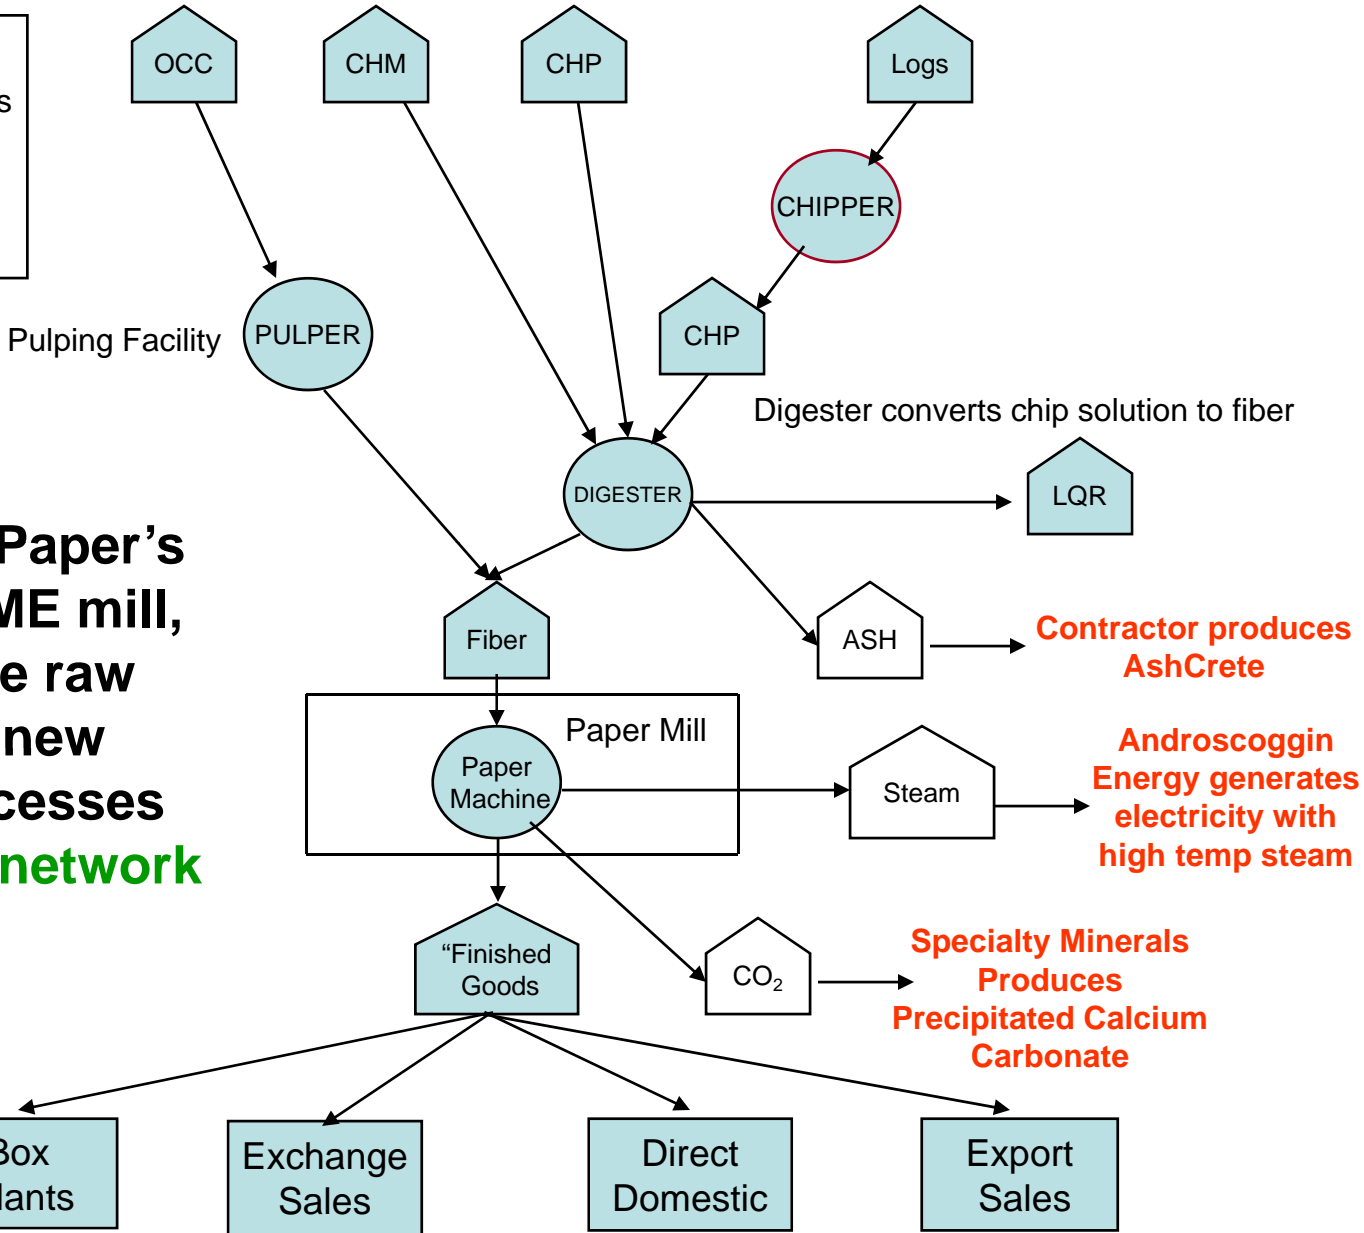 OCC
CHM
CHP
Logs
s
CHIPPER
PULPER
Pulping Facility
CHP
Digester converts chip solution to fiber
DIGESTER
LQR
Paper’s
ME mill,
e raw
new
cesses
network
Fiber
ASH
Contractor produces
AshCrete
Paper Mill
Paper
Machine
Steam
Androscoggin
Energy generates
electricity with
high temp steam
“Finished
Goods
CO₂
Specialty Minerals
Produces
Precipitated Calcium
Carbonate
Box
lants
Exchange
Sales
Direct
Domestic
Export
Sales